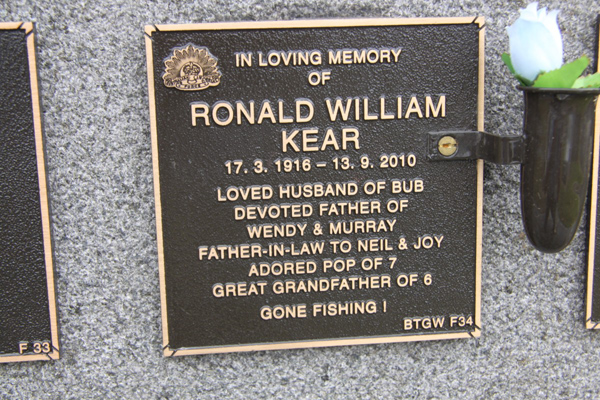 IN LOVING MEMORY
OF
RONALD WILLIAM
KEAR
17. 3. 1916 – 13. 9. 2010
LOVED HUSBAND OF BUB
DEVOTED FATHER OF
WENDY & MURRAY
FATHER-IN-LAW TO NEIL & JOY
ADORED POP OF 7
GREAT GRANDFATHER OF 6
GONE FISHING !
BTGW F34
F 33